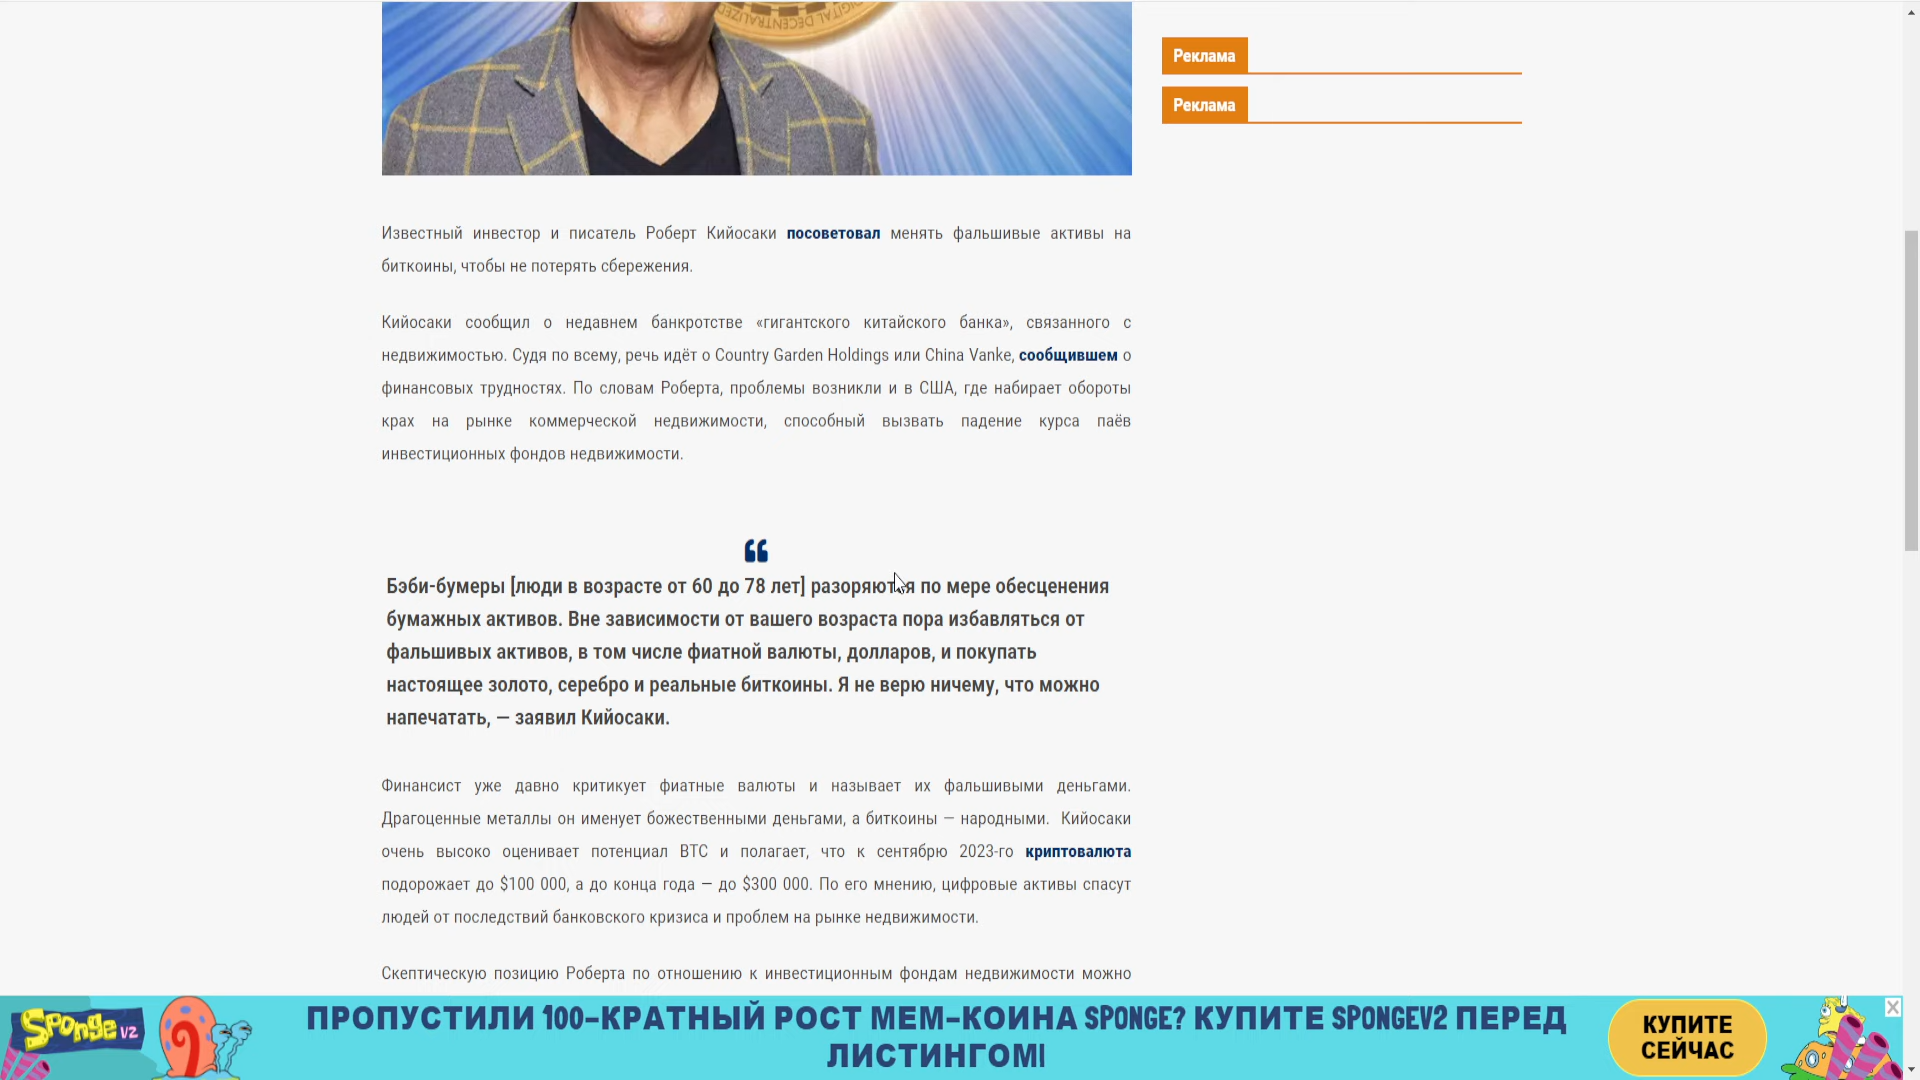 DIGITAL DECENTRALIZED
Реклама
Реклама
Известный инвестор и писатель Роберт Кийосаки посоветовал менять фальшивые активы на
биткоины, чтобы не потерять сбережения.
Кийосаки сообщил о недавнем банкротстве «гигантского китайского банка», связанного с
недвижимостью. Судя по всему, речь идёт о Country Garden Holdings или China Vanke, сообщившем о
финансовых трудностях. По словам Роберта, проблемы возникли и в США, где набирает обороты
крах на рынке коммерческой недвижимости, способный вызвать падение курса паёв
инвестиционных фондов недвижимости.
Бэби-бумеры [люди в возрасте от 60 до 78 лет] разоряются по мере обесценения
бумажных активов. Вне зависимости от вашего возраста пора избавляться от
фальшивых активов, в том числе фиатной валюты, долларов, и покупать
настоящее золото, серебро и реальные биткоины. Я не верю ничему, что можно
напечатать, — заявил Кийосаки.
Финансист уже давно критикует фиатные валюты и называет их фальшивыми деньгами.
Драгоценные металлы он именует божественными деньгами, а биткоины — народными. Кийосаки
очень высоко оценивает потенциал BTC и полагает, что к сентябрю 2023-го криптовалюта
подорожает до $100 000, а до конца года — до $300 000. По его мнению, цифровые активы спасут
людей от последствий банковского кризиса и проблем на рынке недвижимости.
Скептическую позицию Роберта по отношению к инвестиционным фондам недвижимости можно
Sponge V2
ПРОПУСТИЛИ 100-КРАТНЫЙ РОСТ МЕМ-КОИНА SPONGE? КУПИТЕ SPONGEV2 ПЕРЕД
ЛИСТИНГОМ!
КУПИТЕ
СЕЙЧАС